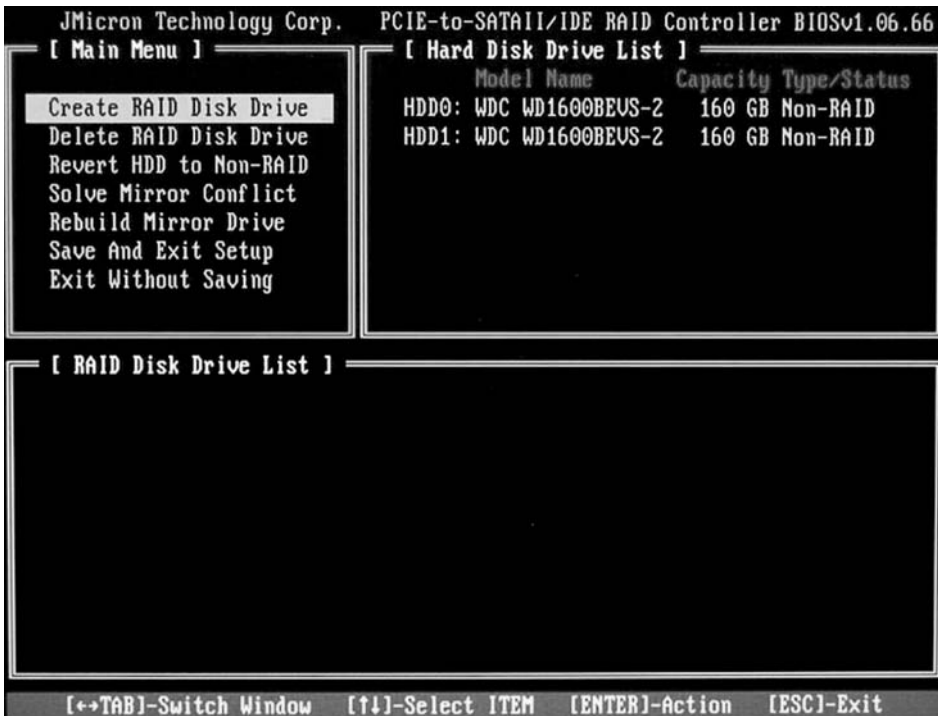 JMicron Technology Corp. PCIE-to-SATAII/IDE RAID Controller BIOSv1.06.66
[ Main Menu ]
Create RAID Disk Drive
Delete RAID Disk Drive
Revert HDD to Non-RAID
Solve Mirror Conflict
Rebuild Mirror Drive
Save And Exit Setup
Exit Without Saving
[ Hard Disk Drive List ]
Model Name Capacity Type/Status
HDD0: WDC WD1600BEVS-2 160 GB Non-RAID
HDD1: WDC WD1600BEVS-2 160 GB Non-RAID
[ RAID Disk Drive List ]
[↔TAB]-Switch Window [↑↓]-Select ITEM [ENTER]-Action [ESC]-Exit